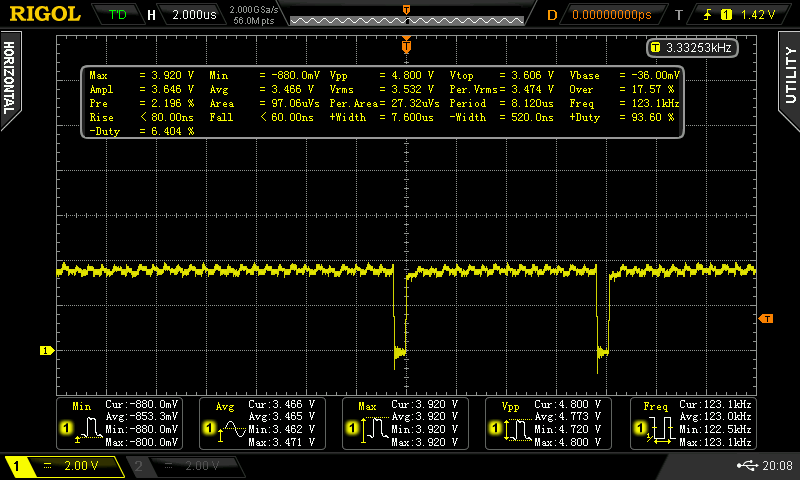 RIGOL T'D H 2.000us 2.000GSa/s 56.0M pts D 0.00000000ps T 1 1.42 V
HORIZONTAL
UTILITY
T 3.33253kHz
Max = 3.920 V Min = -880.0mV Vpp = 4.800 V Vtop = 3.606 V Vbase = -36.00mV
Ampl = 3.646 V Avg = 3.466 V Vrms = 3.532 V Per.Vrms= 3.474 V Over = 17.57 %
Pre = 2.196 % Area = 97.06uVs Per.Area= 27.32uVs Period = 8.120us Freq = 123.1kHz
Rise < 80.00ns Fall < 60.00ns +Width = 7.600us -Width = 520.0ns +Duty = 93.60 %
-Duty = 6.404 %
T
T
1
Min Cur:-880.0mV
Avg:-853.3mV
1 Min:-880.0mV
Max:-800.0mV
Avg Cur:3.466 V
Avg:3.465 V
1 Min:3.462 V
Max:3.471 V
Max Cur:3.920 V
Avg:3.920 V
1 Min:3.920 V
Max:3.920 V
Vpp Cur:4.800 V
Avg:4.773 V
1 Min:4.720 V
Max:4.800 V
Freq Cur:123.1kHz
Avg:123.0kHz
1 Min:122.5kHz
Max:123.1kHz
1 2.00 V 2 2.00 V 20:08